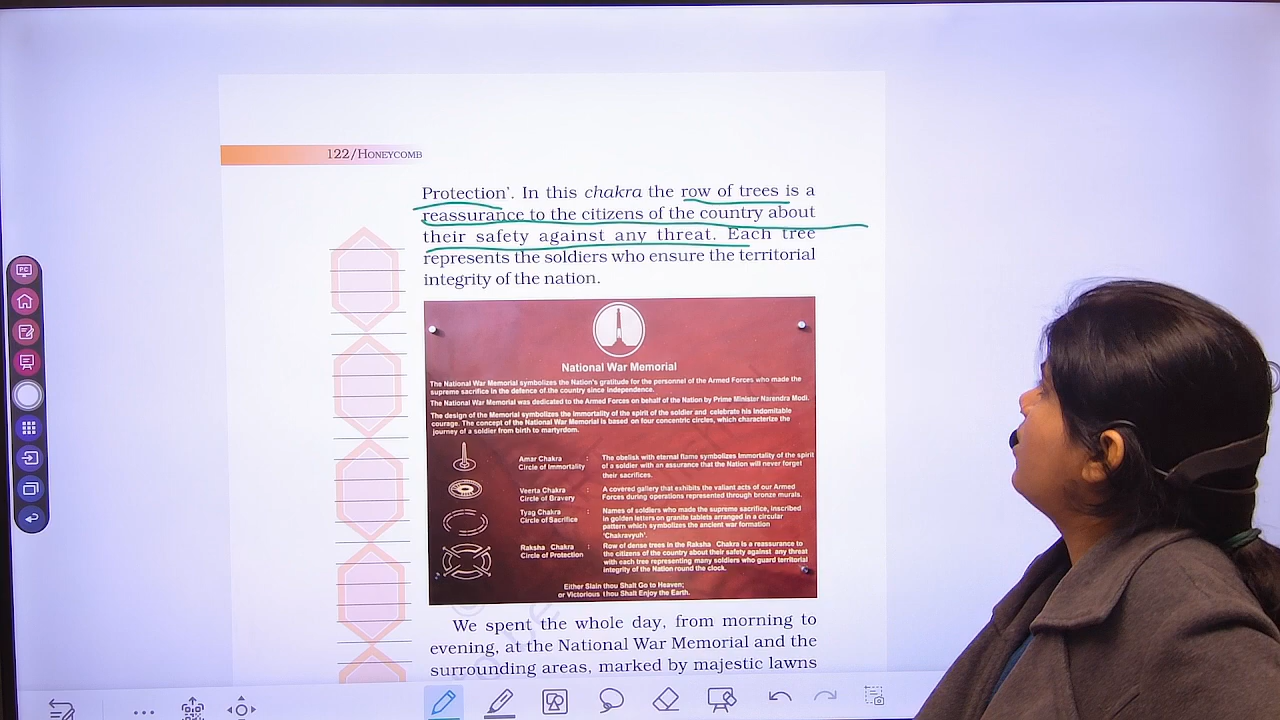 122/HONEYCOMB
Protection'. In this chakra the row of trees is a
reassurance to the citizens of the country about
their safety against any threat. Each tree
represents the soldiers who ensure the territorial
integrity of the nation.
National War Memorial
The National War Memorial symbolizes the Nation's gratitude for the personnel of the Armed Forces who made the
supreme sacrifice in the defence of the country since independence.
The National War Memorial was dedicated to the Armed Forces on behalf of the Nation by Prime Minister Narendra Modi.
The design of the Memorial symbolizes the immortality of the spirit of the soldier and celebrate his indomitable
courage. The concept of the National War Memorial is based on four concentric circles, which characterize the
journey of a soldier from birth to martyrdom.
Amar Chakra : The obelisk with eternal flame symbolizes immortality of the spirit
Circle of Immortality of a soldier with an assurance that the Nation will never forget
their sacrifices.
Veerta Chakra : A covered gallery that exhibits the valiant acts of our Armed
Circle of Bravery Forces during operations represented through bronze murals.
Tyag Chakra : Names of soldiers who made the supreme sacrifice, inscribed
Circle of Sacrifice in golden letters on granite tablets arranged in a circular
pattern which symbolizes the ancient war formation
'Chakravyuh'.
Raksha Chakra : Row of dense trees in the Raksha Chakra is a reassurance to
Circle of Protection the citizens of the country about their safety against any threat
with each tree representing many soldiers who guard territorial
integrity of the Nation round the clock.
Either Slain thou Shalt Go to Heaven;
or Victorious thou Shalt Enjoy the Earth.
We spent the whole day, from morning to
evening, at the National War Memorial and the
surrounding areas, marked by majestic lawns
PC